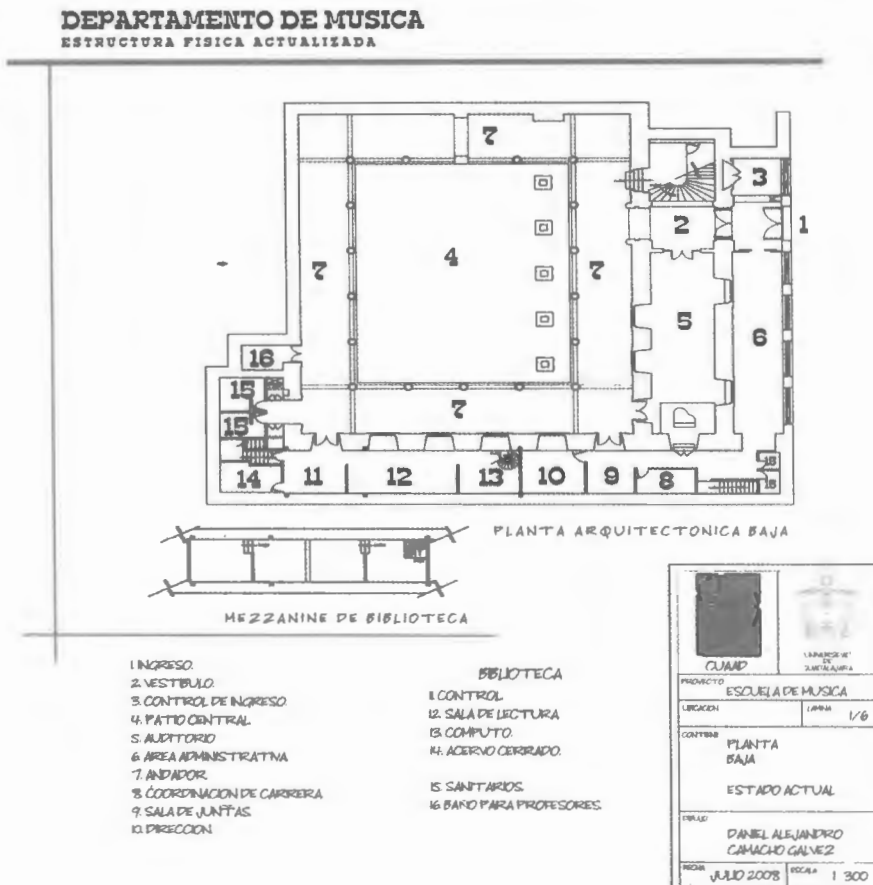 DEPARTAMENTO DE MUSICA
ESTRUCTURA FISICA ACTUALIZADA
7
3
2
1
4
7
7
5
6
16
15
15
7
14
11
12
13
10
9
8
15
15
PLANTA ARQUITECTONICA BAJA
MEZZANINE DE BIBLIOTECA
1 INGRESO.
2. VESTIBULO.
3. CONTROL DE INGRESO
4. PATIO CENTRAL
5. AUDITORIO
6. AREA ADMINISTRATIVA
7. ANDADOR
8 COORDINACION DE CARRERA
9. SALA DE JUNTAS
10. DIRECCION
BIBLIOTECA
11. CONTROL
12. SALA DE LECTURA
13. COMPUTO.
14. ACERVO CERRADO.
15. SANITARIOS.
16 BAÑO PARA PROFESORES.
CUAAD
UNIVERSIDAD
DE
GUADALAJARA
PROYECTO
ESCUELA DE MUSICA
UBICACION
LAMINA 1/6
CONTIENE
PLANTA
BAJA
ESTADO ACTUAL
DIBUJO
DANIEL ALEJANDRO
CAMACHO GALVEZ
FECHA JULIO 2008
ESCALA 1 300